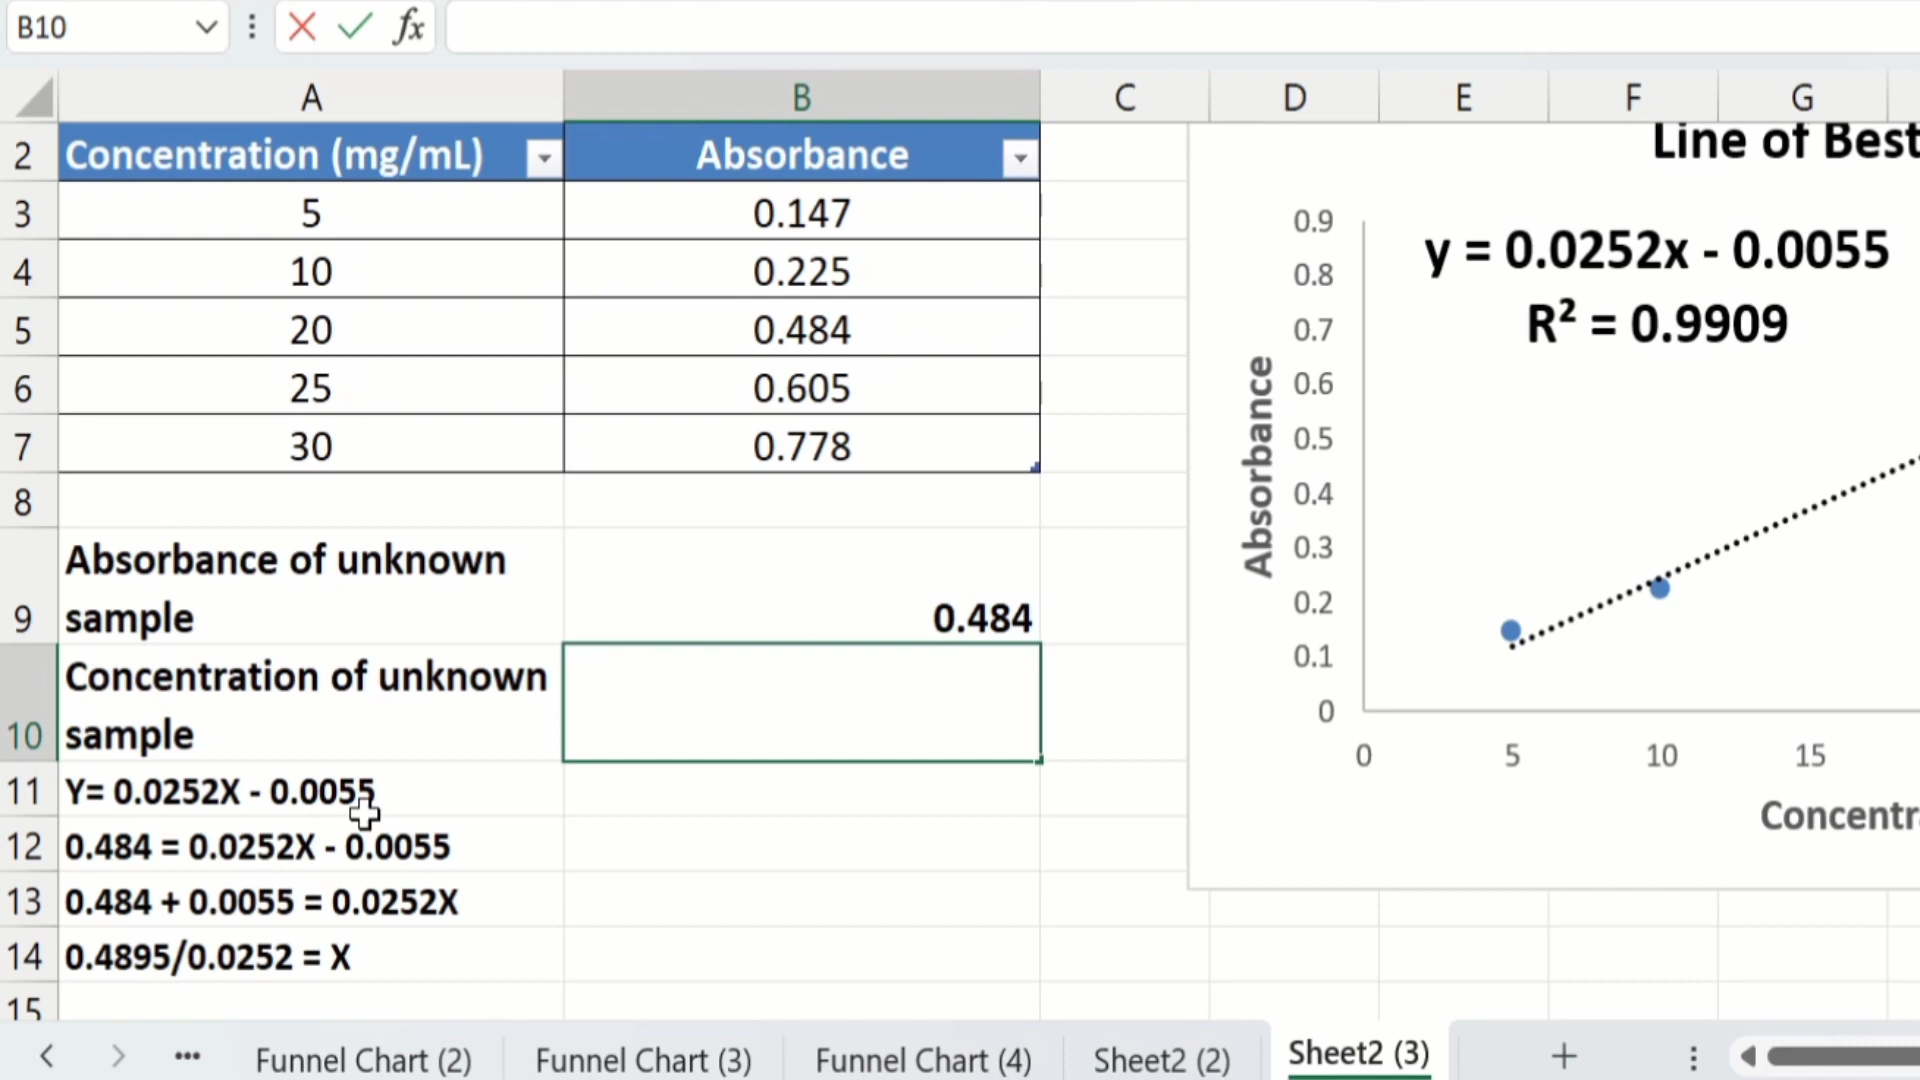 B10
fx
A B C D E F G
2 Concentration (mg/mL) Absorbance
3 5 0.147
4 10 0.225
5 20 0.484
6 25 0.605
7 30 0.778
8
Absorbance of unknown
9 sample 0.484
Concentration of unknown
10 sample
11 Y= 0.0252X - 0.0055
12 0.484 = 0.0252X - 0.0055
13 0.484 + 0.0055 = 0.0252X
14 0.4895/0.0252 = X
15
Line of Best
y = 0.0252x - 0.0055
R² = 0.9909
Absorbance
0.9
0.8
0.7
0.6
0.5
0.4
0.3
0.2
0.1
0
0 5 10 15
Concentr
Funnel Chart (2) Funnel Chart (3) Funnel Chart (4) Sheet2 (2) Sheet2 (3)